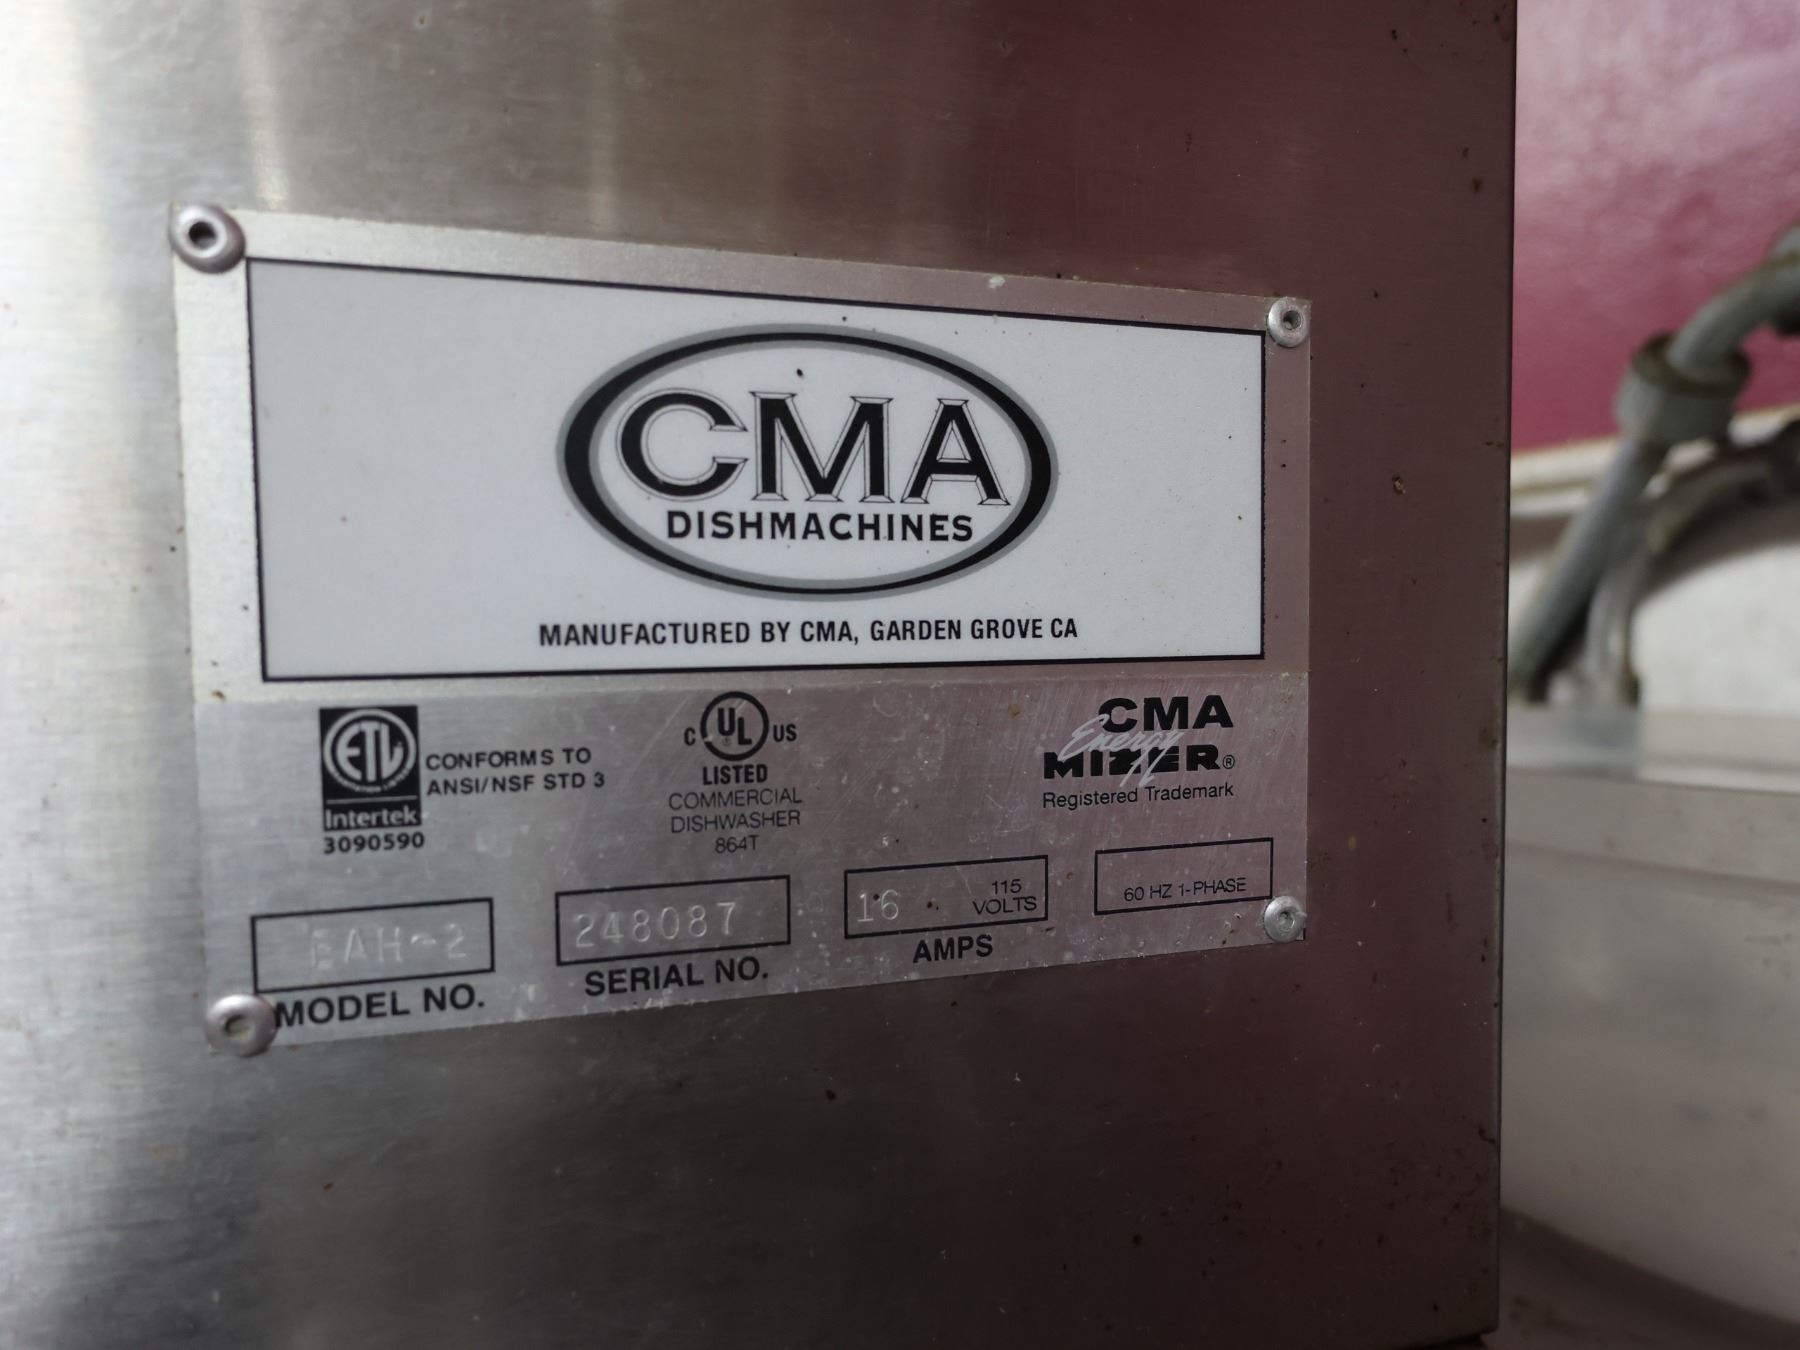 CMA
DISHMACHINES
MANUFACTURED BY CMA, GARDEN GROVE CA
ETL
CONFORMS TO
ANSI/NSF STD 3
Intertek
3090590
C UL US
LISTED
COMMERCIAL
DISHWASHER
864T
CMA
Energy
MIZER®
Registered Trademark
EAH-2
MODEL NO.
248087
SERIAL NO.
16 115
VOLTS
AMPS
60 HZ 1-PHASE